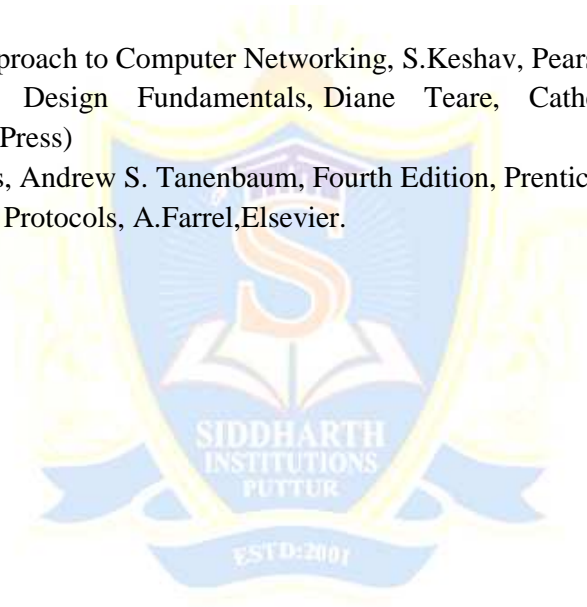 proach to Computer Networking, S.Keshav, Pears
Design Fundamentals, Diane Teare, Cath
Press)
s, Andrew S. Tanenbaum, Fourth Edition, Prentic
Protocols, A.Farrel,Elsevier.
S
SIDDHARTH
INSTITUTIONS
PUTTUR
ESTD:2001